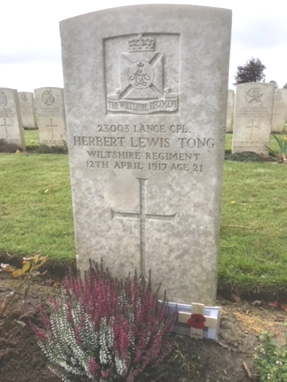 THE WILTSHIRE REGIMENT
23003 LANCE CPL.
HERBERT LEWIS TONG
WILTSHIRE REGIMENT
12TH APRIL 1917 AGE 21